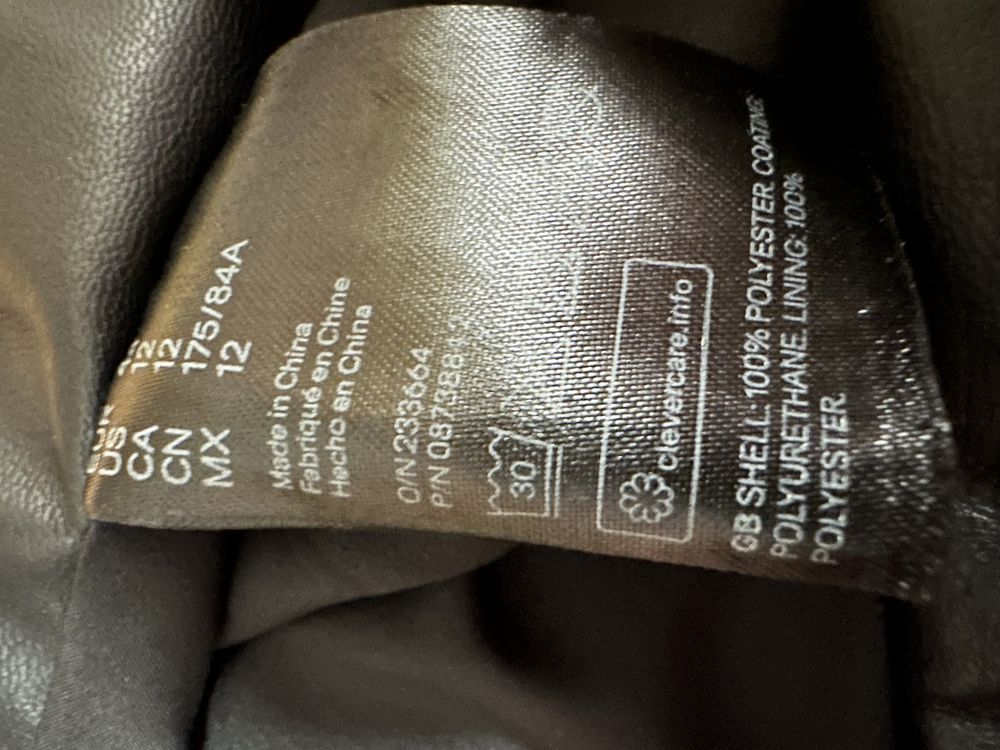 US 12
CA 12
CN 175/84A
MX 12
Made in China
Fabriqué en Chine
Hecho en China
O/N 233664
P/N
30
clevercare.info
GB SHELL: 100% POLYESTER. COATING:
POLYURETHANE. LINING: 100%
POLYESTER.